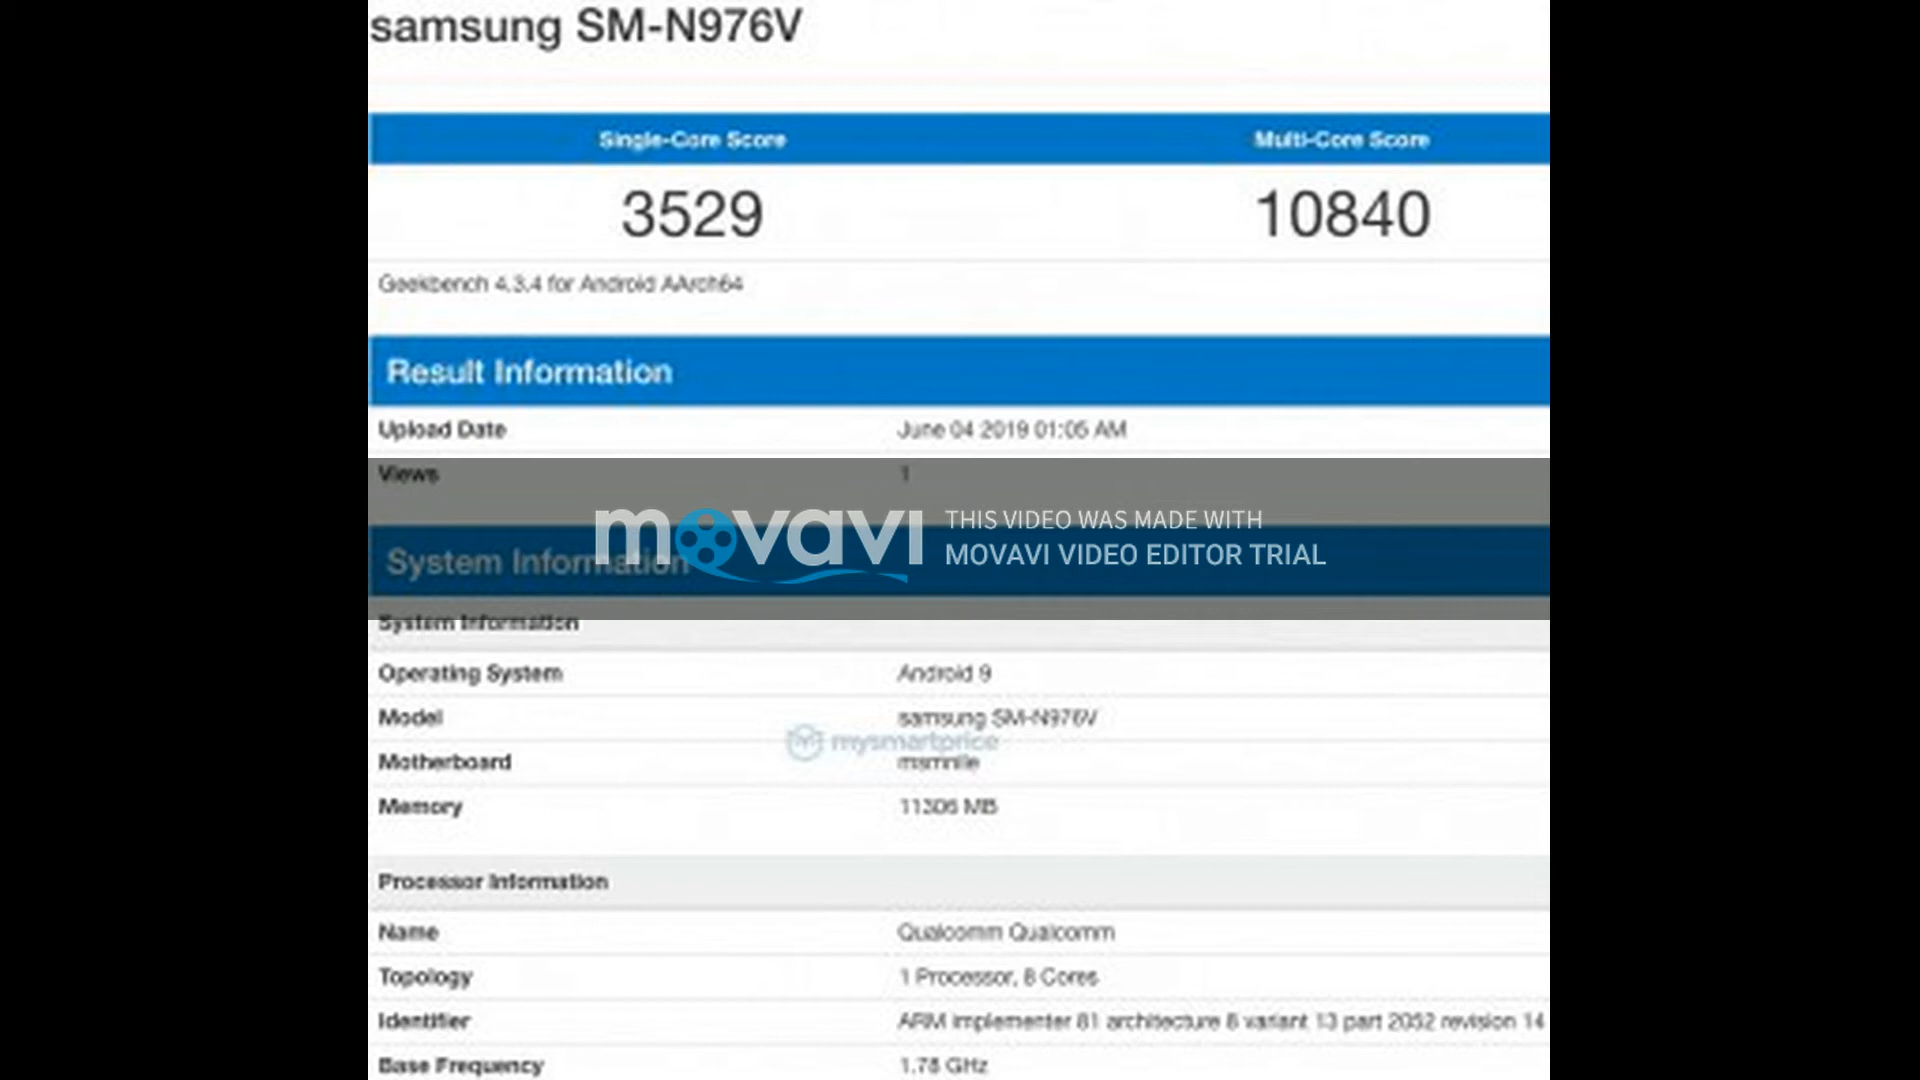 samsung SM-N976V
Single-Core Score Multi-Core Score
3529 10840
Geekbench 4.3.4 for Android AArch64
Result Information
Upload Date June 04 2019 01:05 AM
Views 1
movavi THIS VIDEO WAS MADE WITH
MOVAVI VIDEO EDITOR TRIAL
System Information
System Information
Operating System Android 9
Model samsung SM-N976V
mysmartprice
Motherboard msmnile
Memory 11306 MB
Processor Information
Name Qualcomm Qualcomm
Topology 1 Processor, 8 Cores
Identifier ARM implementer 81 architecture 8 variant 13 part 2052 revision 14
Base Frequency 1.78 GHz